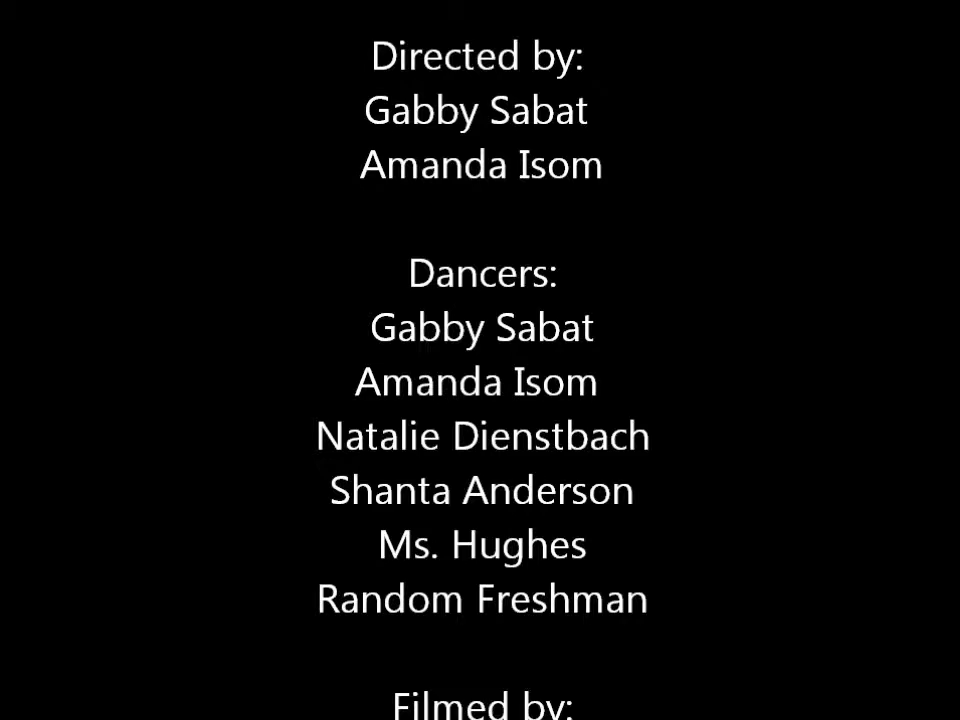 Directed by:
Gabby Sabat
Amanda Isom
Dancers:
Gabby Sabat
Amanda Isom
Natalie Dienstbach
Shanta Anderson
Ms. Hughes
Random Freshman
Filmed by: